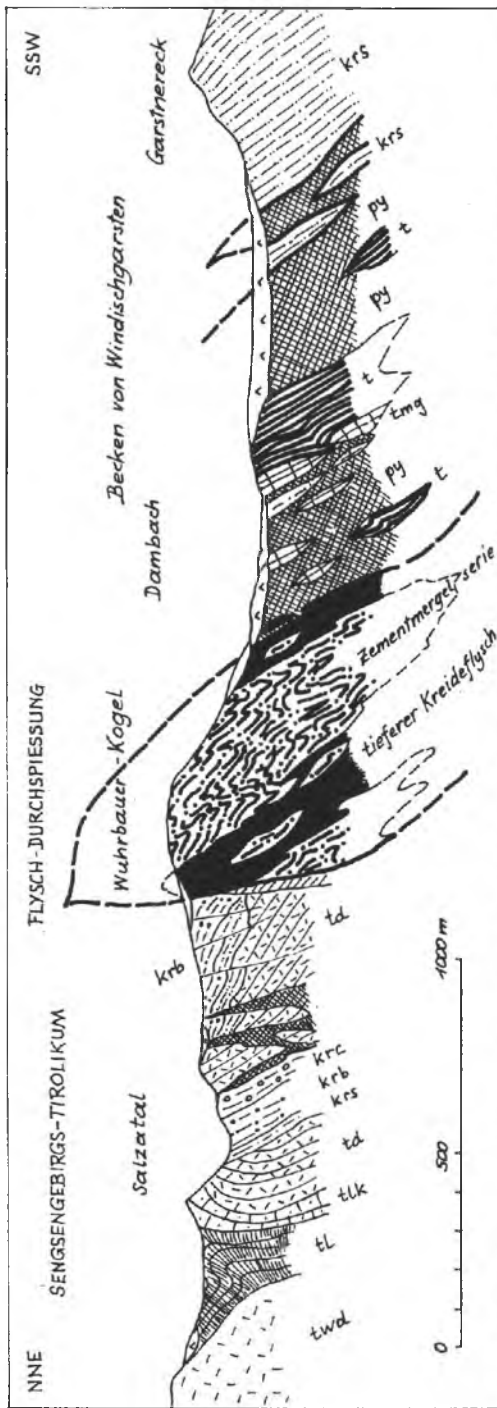 NNE
SENGSENGEBIRGS-TIROLIKUM
FLYSCH-DURCHSPIESSUNG
SSW
Salzatal
Wuhrbauer-Kogel
Dambach
Becken von Windischgarsten
Garstnereck
twd
tl
tlk
td
krs
krb
krc
krb
td
tieferer Kreideflysch
Zementmergelserie
t
py
tmg
t
py
t
py
krs
krs
0
500
1000 m